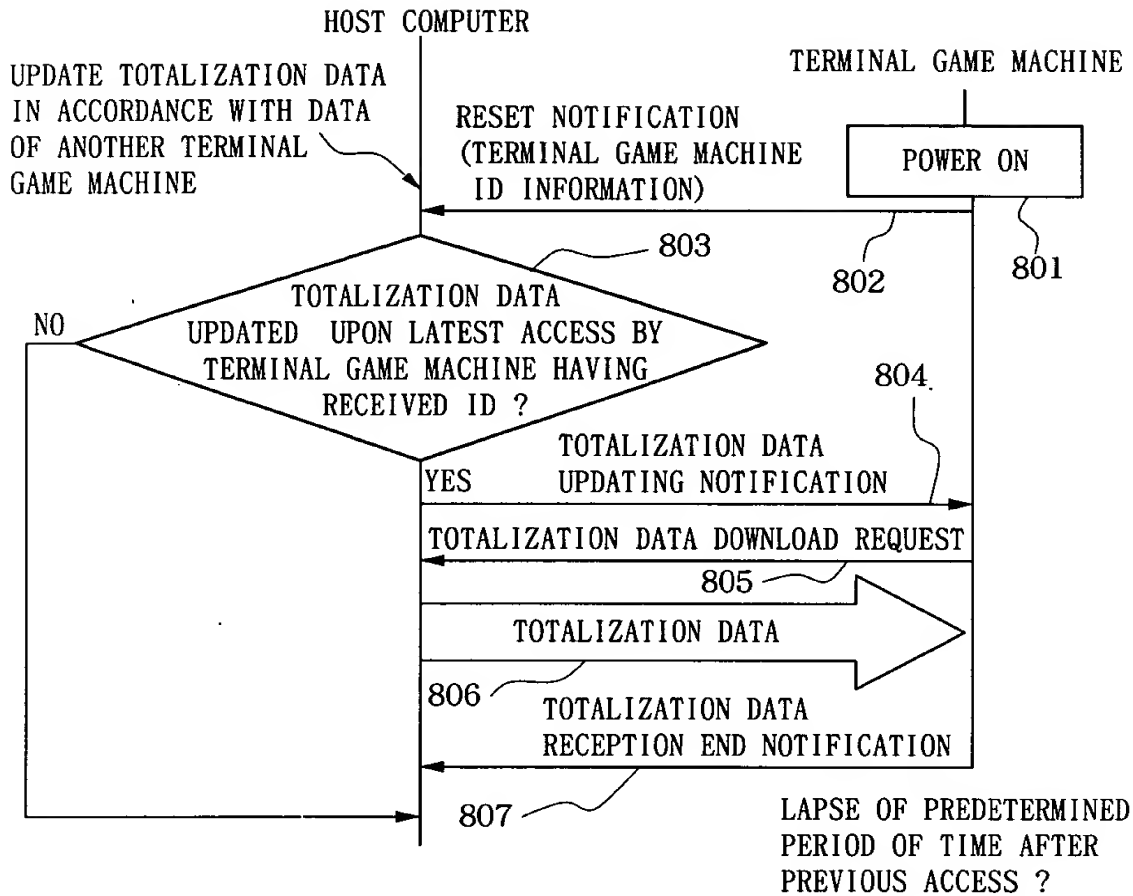 HOST COMPUTER
TERMINAL GAME MACHINE
UPDATE TOTALIZATION DATA
IN ACCORDANCE WITH DATA
OF ANOTHER TERMINAL
GAME MACHINE
RESET NOTIFICATION
(TERMINAL GAME MACHINE
ID INFORMATION)
POWER ON
801
802
803
TOTALIZATION DATA
UPDATED UPON LATEST ACCESS BY
TERMINAL GAME MACHINE HAVING
RECEIVED ID ?
NO
YES
804
TOTALIZATION DATA
UPDATING NOTIFICATION
TOTALIZATION DATA DOWNLOAD REQUEST
805
TOTALIZATION DATA
806
TOTALIZATION DATA
RECEPTION END NOTIFICATION
807
LAPSE OF PREDETERMINED
PERIOD OF TIME AFTER
PREVIOUS ACCESS ?